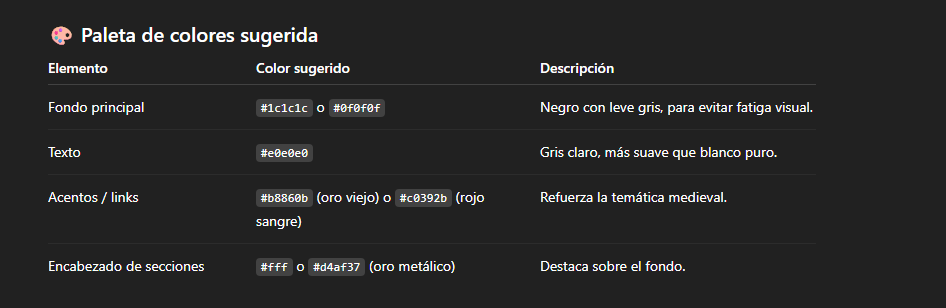 🎨 Paleta de colores sugerida
Elemento Color sugerido Descripción
Fondo principal #1c1c1c o #0f0f0f Negro con leve gris, para evitar fatiga visual.
Texto #e0e0e0 Gris claro, más suave que blanco puro.
Acentos / links #b8860b (oro viejo) o #c0392b (rojo Refuerza la temática medieval.
sangre)
Encabezado de secciones #fff o #d4af37 (oro metálico) Destaca sobre el fondo.